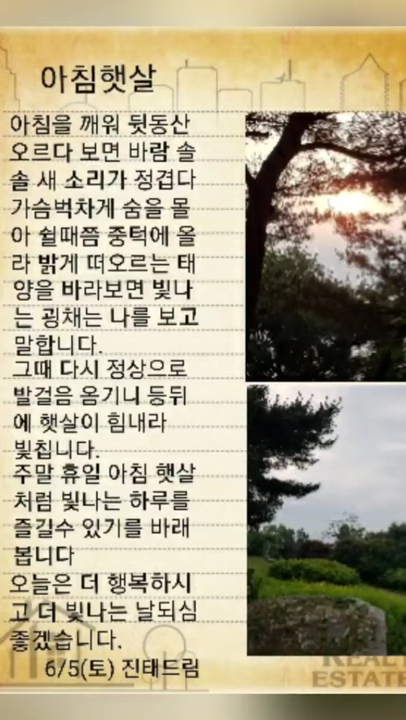 아침햇살
아침을 깨워 뒷동산
오르다 보면 바람 솔
솔 새 소리가 정겹다
가슴벅차게 숨을 몰
아 쉴때쯤 중턱에 올
라 밝게 떠오르는 태
양을 바라보면 빛나
는 굉채는 나를 보고
말합니다.
그때 다시 정상으로
발걸음 옮기니 등뒤
에 햇살이 힘내라
빛칩니다.
주말 휴일 아침 햇살
처럼 빛나는 하루를
즐길수 있기를 바래
봅니다
오늘은 더 행복하시
고 더 빛나는 날되심
좋겠습니다.
6/5(토) 진태드림
REAL
ESTATE